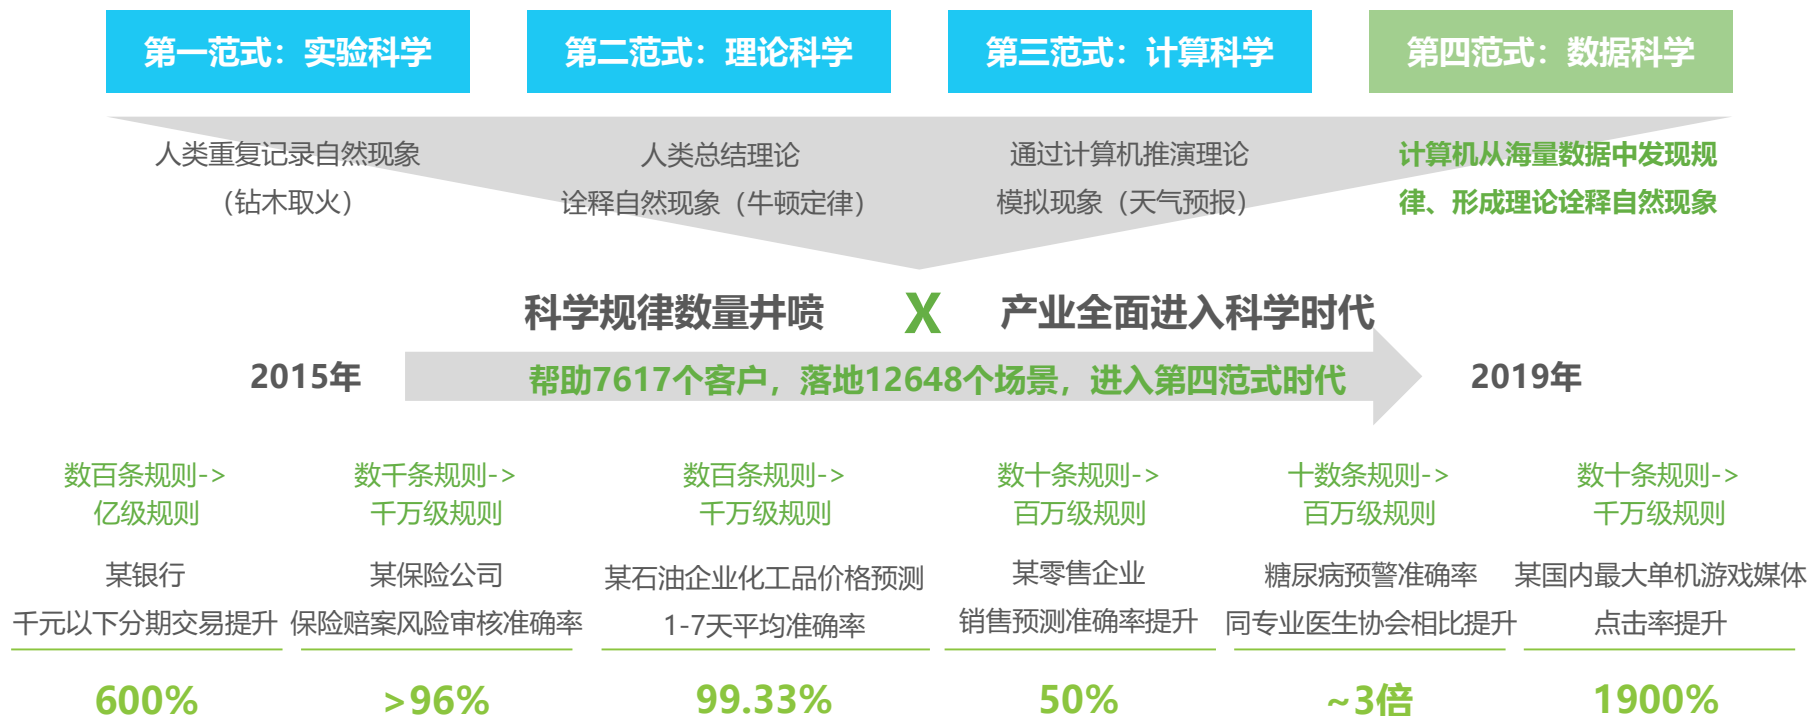 第一范式：实验科学
第二范式：理论科学
第三范式：计算科学
第四范式：数据科学
人类重复记录自然现象
（钻木取火）
人类总结理论
诠释自然现象（牛顿定律）
通过计算机推演理论
模拟现象（天气预报）
计算机从海量数据中发现规
律、形成理论诠释自然现象
科学规律数量井喷
X
产业全面进入科学时代
2015年
帮助7617个客户，落地12648个场景，进入第四范式时代
2019年
数百条规则->
亿级规则
某银行
千元以下分期交易提升
600%
数千条规则->
千万级规则
某保险公司
保险赔案风险审核准确率
>96%
数百条规则->
千万级规则
某石油企业化工品价格预测
1-7天平均准确率
99.33%
数十条规则->
百万级规则
某零售企业
销售预测准确率提升
50%
十数条规则->
百万级规则
糖尿病预警准确率
同专业医生协会相比提升
~3倍
数十条规则->
千万级规则
某国内最大单机游戏媒体
点击率提升
1900%